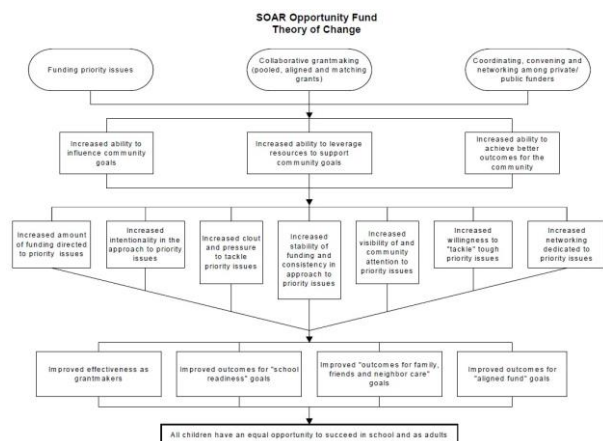 SOAR Opportunity Fund
Theory of Change
Funding priority issues
Collaborative grantmaking
(pooled, aligned and matching
grants)
Coordinating, convening and
networking among private/
public funders
Increased ability to
influence community
goals
Increased ability to leverage
resources to support
community goals
Increased ability to
achieve better
outcomes for the
community
Increased amount
of funding directed
to priority issues
Increased
intentionality in the
approach to priority
issues
Increased clout and
pressure to tackle
priority issues
Increased
stability of
funding and
consistency in
approach to
priority issues
Increased
visibility of and
community
attention to
priority issues
Increased
willingness to
"tackle" tough
priority issues
Increased
networking
dedicated to
priority issues
Improved effectiveness as
grantmakers
Improved outcomes for "school
readiness" goals
Improved "outcomes for family,
friends and neighbor care"
goals
Improved outcomes for
"aligned fund" goals
All children have an equal opportunity to succeed in school and as adults